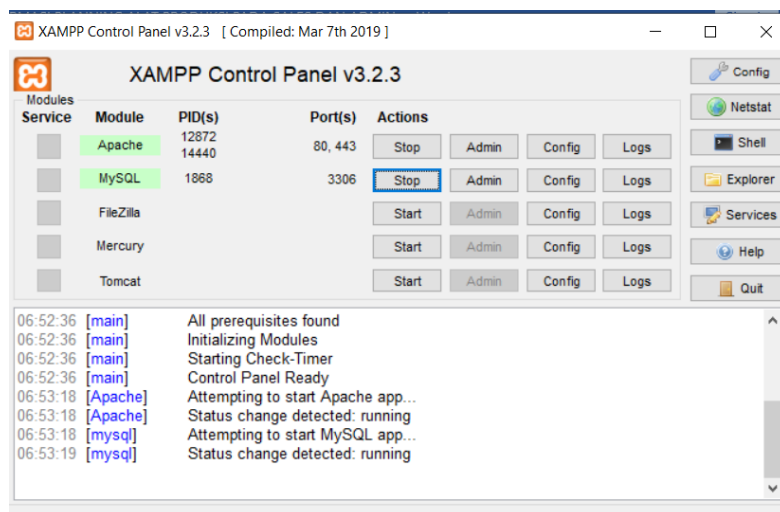 XAMPP Control Panel v3.2.3 [ Compiled: Mar 7th 2019 ]
XAMPP Control Panel v3.2.3
Config
Modules
Service Module PID(s) Port(s) Actions
Netstat
Apache 12872 14440 80, 443 Stop Admin Config Logs
Shell
MySQL 1868 3306 Stop Admin Config Logs
Explorer
FileZilla Start Admin Config Logs
Services
Mercury Start Admin Config Logs
Help
Tomcat Start Admin Config Logs
Quit
06:52:36 [main] All prerequisites found
06:52:36 [main] Initializing Modules
06:52:36 [main] Starting Check-Timer
06:52:36 [main] Control Panel Ready
06:53:18 [Apache] Attempting to start Apache app...
06:53:18 [Apache] Status change detected: running
06:53:18 [mysql] Attempting to start MySQL app...
06:53:19 [mysql] Status change detected: running